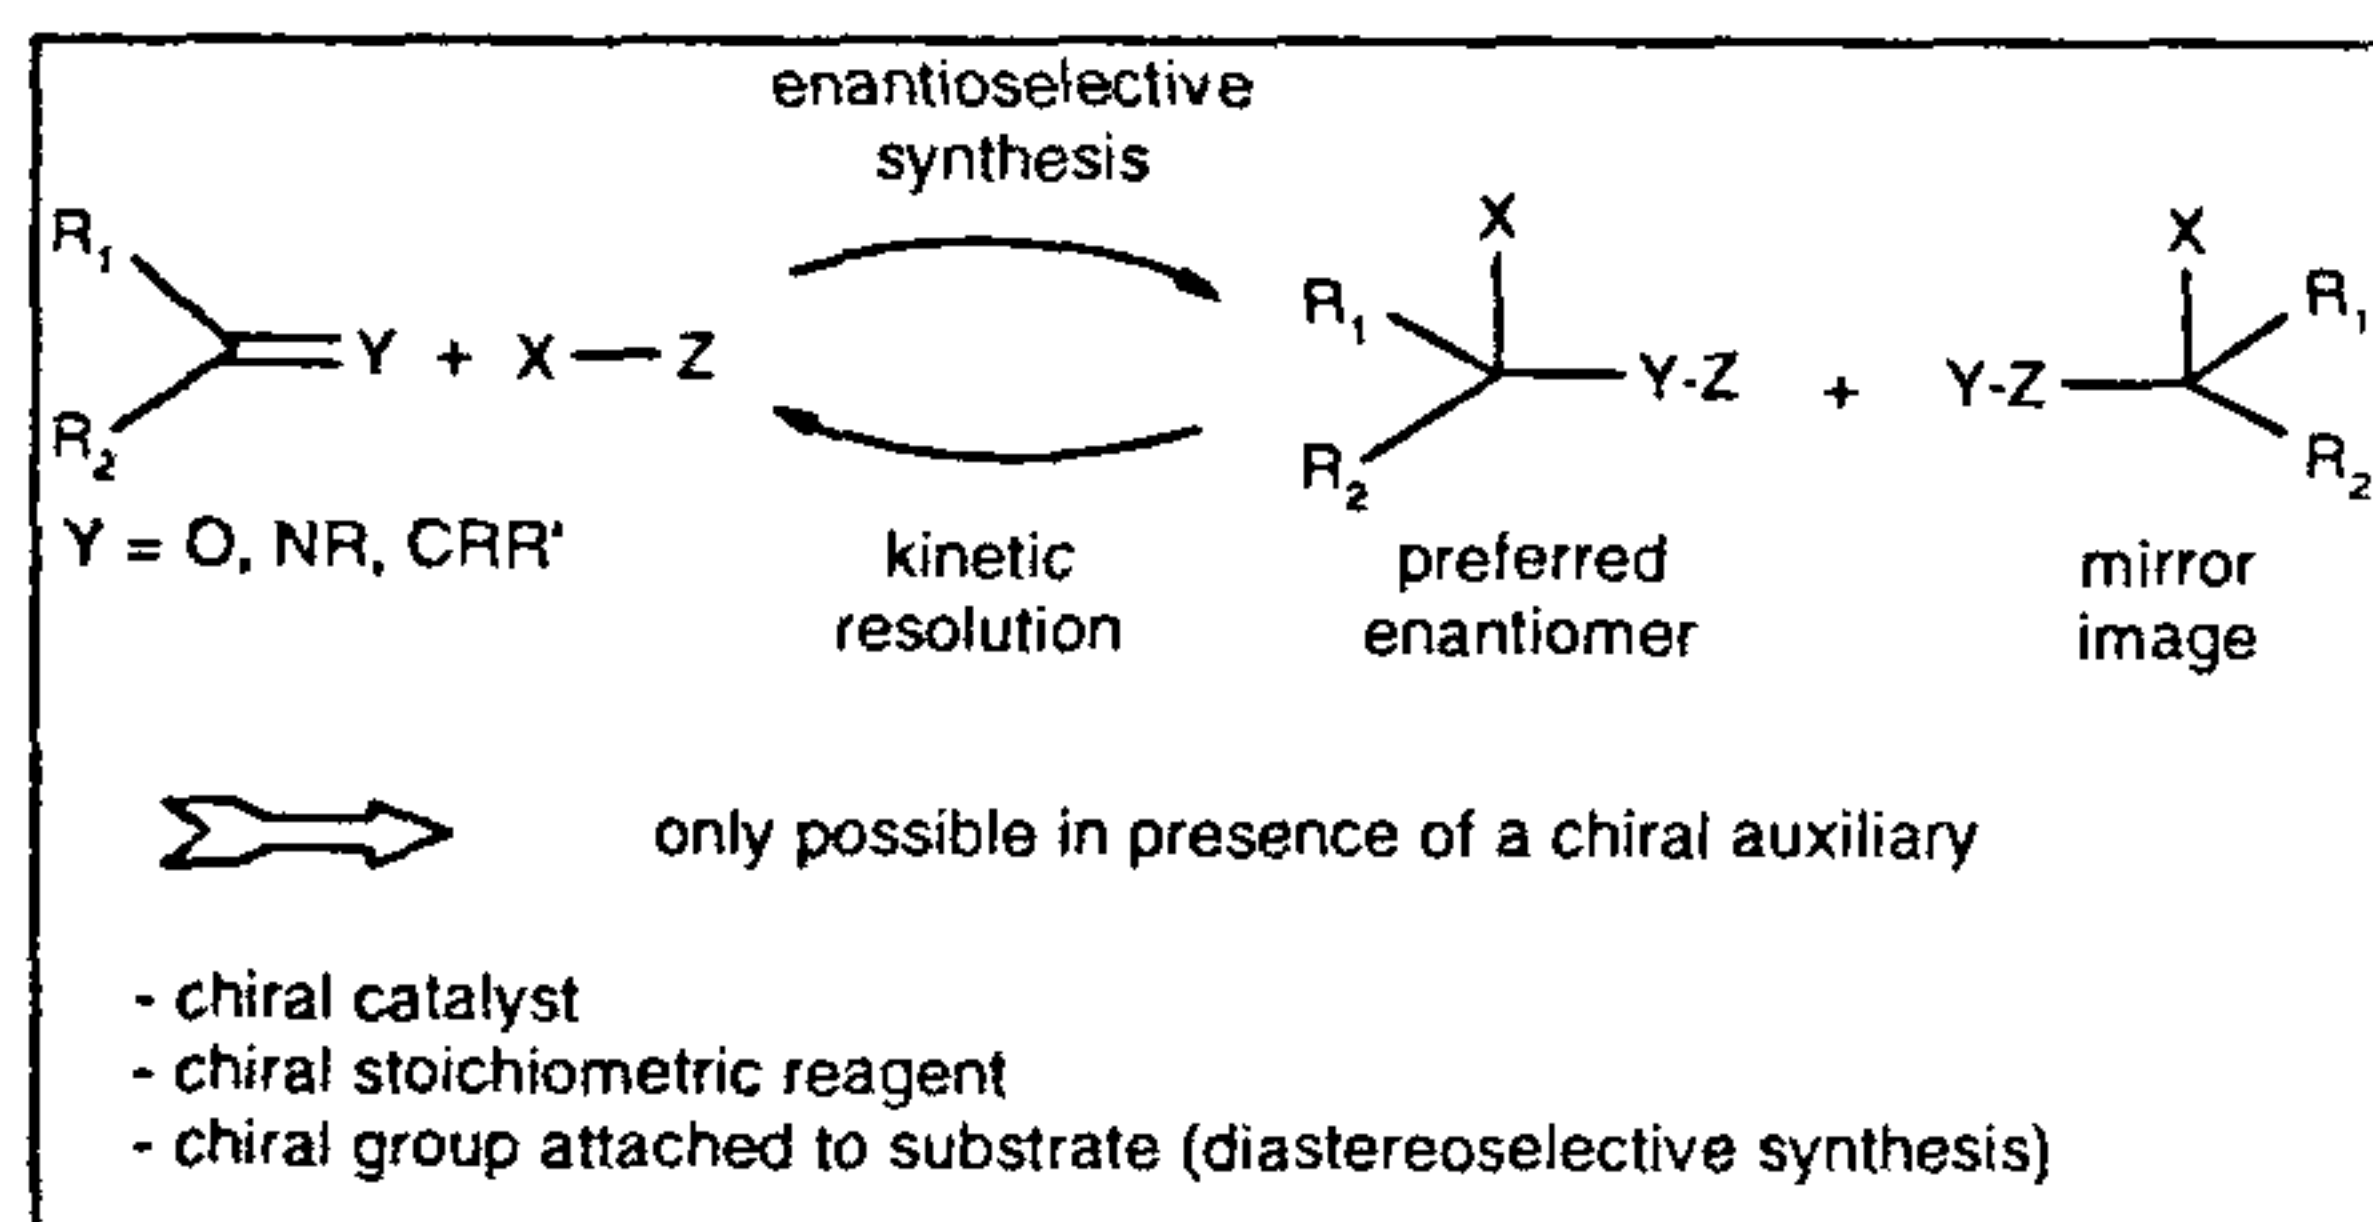 enantioselective
synthesis
R₁
R₂
Y + X—Z
X
R₁
R₂
Y-Z
+
X
Y-Z
R₁
R₂
Y = O, NR, CRR'
kinetic
resolution
preferred
enantiomer
mirror
image
only possible in presence of a chiral auxiliary
- chiral catalyst
- chiral stoichiometric reagent
- chiral group attached to substrate (diastereoselective synthesis)